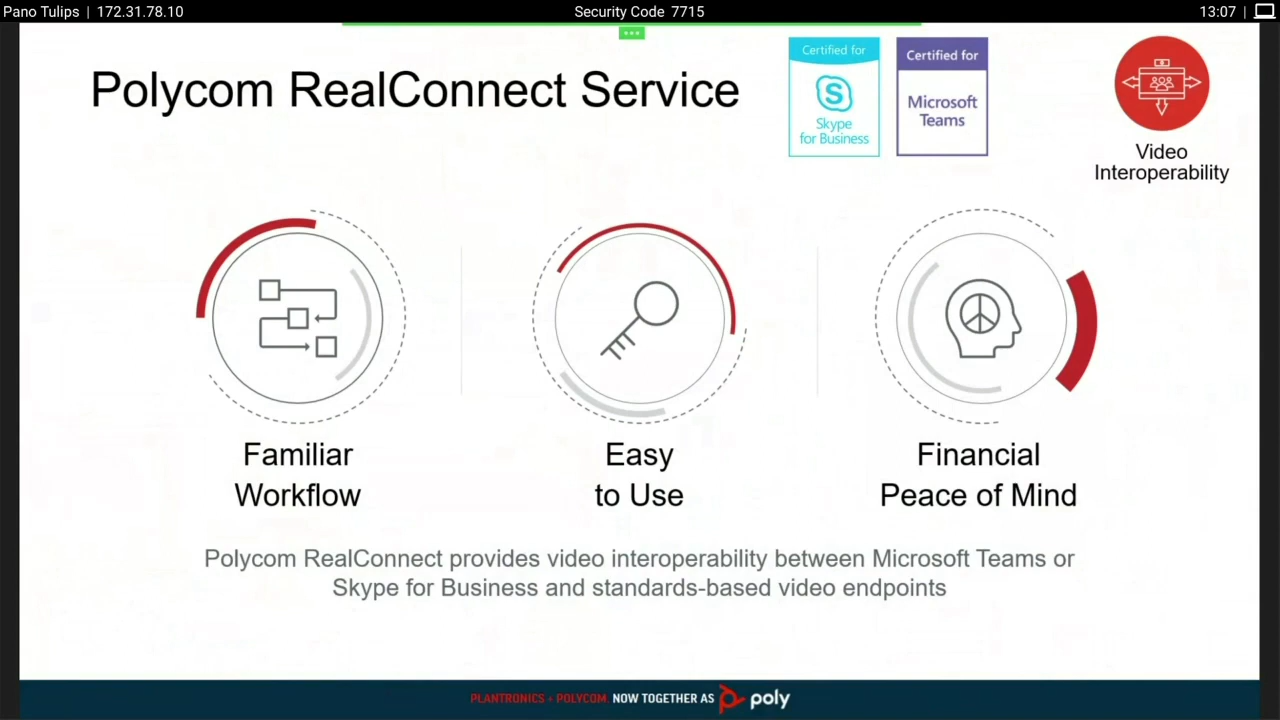 Pano Tulips | 172.31.78.10
Security Code 7715
13:07 |
Polycom RealConnect Service
Certified for
Skype
for Business
Certified for
Microsoft
Teams
Video
Interoperability
Familiar
Workflow
Easy
to Use
Financial
Peace of Mind
Polycom RealConnect provides video interoperability between Microsoft Teams or
Skype for Business and standards-based video endpoints
PLANTRONICS + POLYCOM. NOW TOGETHER AS poly